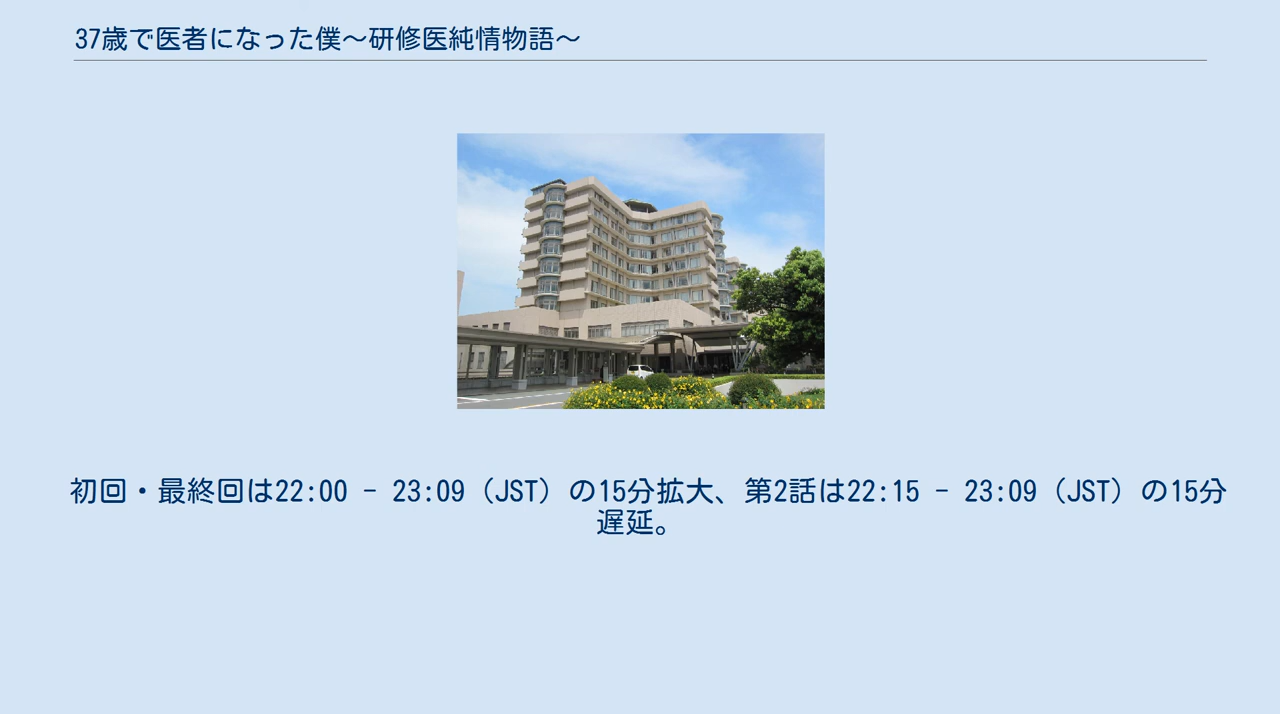 37歳で医者になった僕〜研修医純情物語〜
初回・最終回は22:00 - 23:09（JST）の15分拡大、第2話は22:15 - 23:09（JST）の15分
遅延。